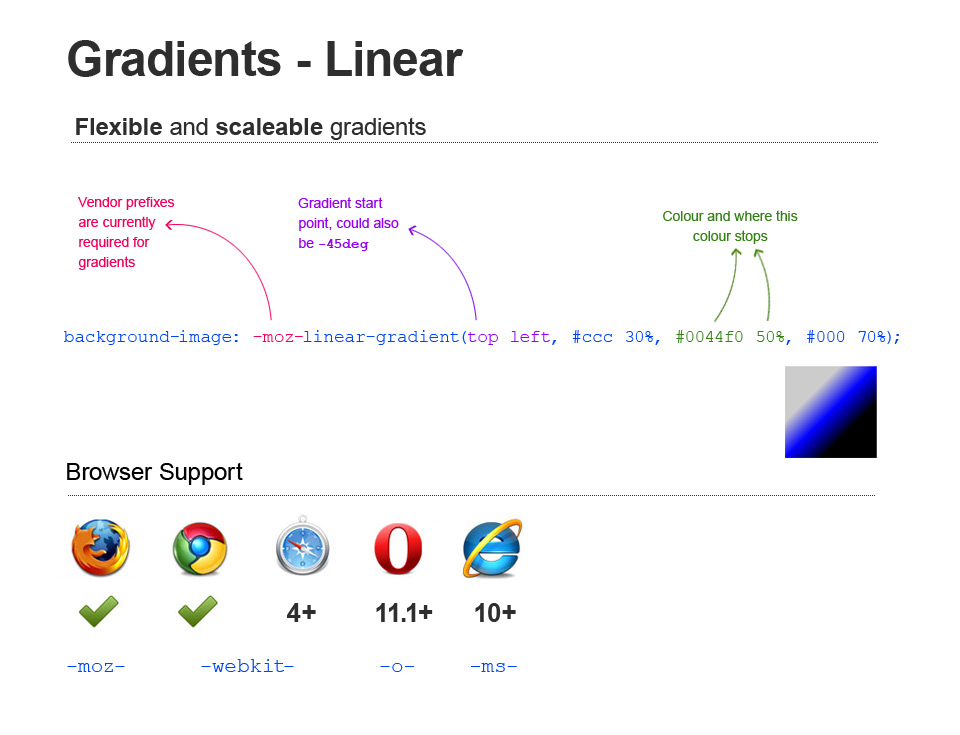 Gradients - Linear
Flexible and scaleable gradients
Vendor prefixes
are currently
required for
gradients
Gradient start
point, could also
be -45deg
Colour and where this
colour stops
background-image: -moz-linear-gradient(top left, #ccc 30%, #0044f0 50%, #000 70%);
Browser Support
4+ 11.1+ 10+
-moz- -webkit- -o- -ms-